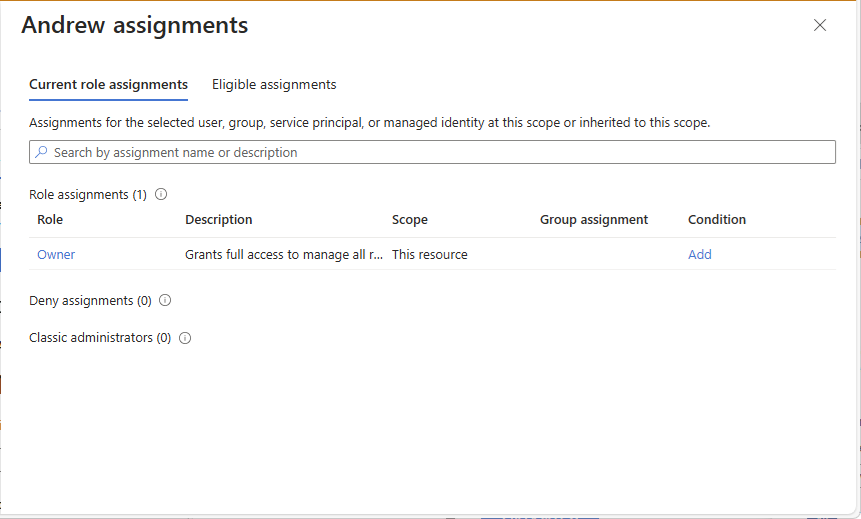 Andrew assignments
Current role assignments Eligible assignments
Assignments for the selected user, group, service principal, or managed identity at this scope or inherited to this scope.
Search by assignment name or description
Role assignments (1)
Role Description Scope Group assignment Condition
Owner Grants full access to manage all r... This resource Add
Deny assignments (0)
Classic administrators (0)